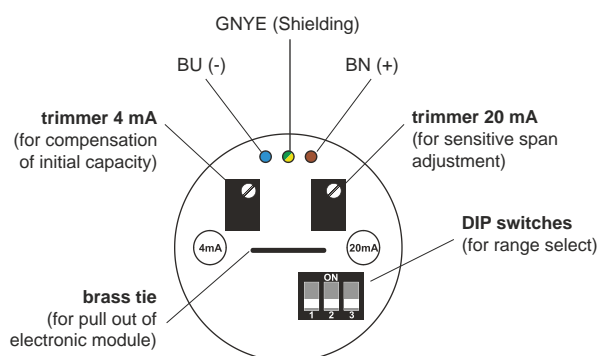 GNYE (Shielding)
BU (-)
BN (+)
trimmer 4 mA
(for compensation
of initial capacity)
trimmer 20 mA
(for sensitive span
adjustment)
DIP switches
(for range select)
4mA
20mA
ON
1 2 3
brass tie
(for pull out of
electronic module)